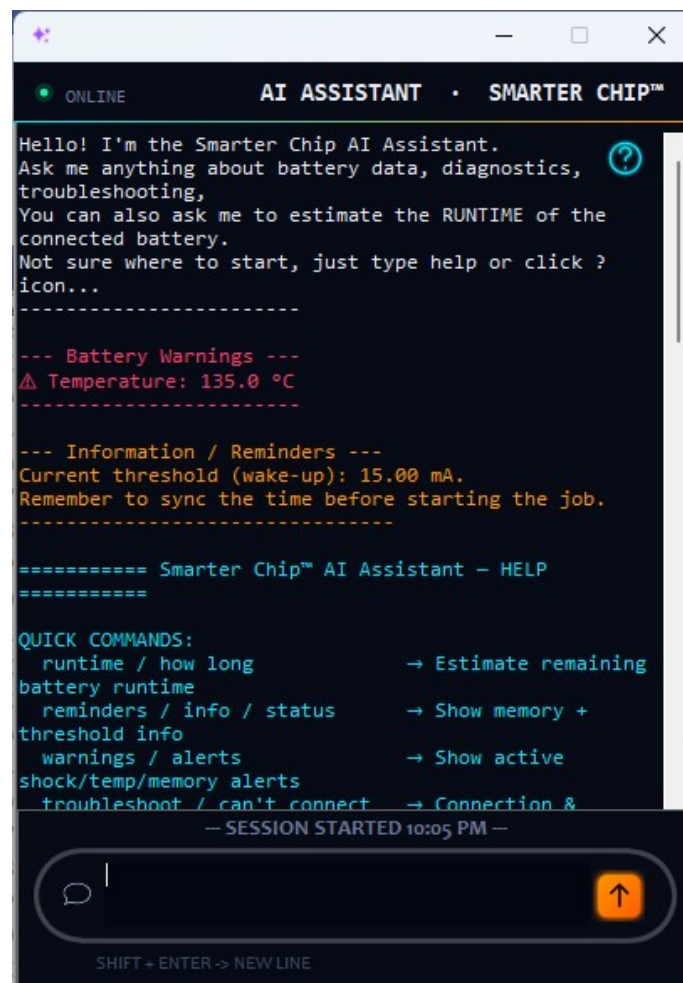 ONLINE AI ASSISTANT · SMARTER CHIP™
Hello! I'm the Smarter Chip AI Assistant.
Ask me anything about battery data, diagnostics,
troubleshooting,
You can also ask me to estimate the RUNTIME of the
connected battery.
Not sure where to start, just type help or click ?
icon...
------------------------
--- Battery Warnings ---
⚠ Temperature: 135.0 °C
------------------------
--- Information / Reminders ---
Current threshold (wake-up): 15.00 mA.
Remember to sync the time before starting the job.
--------------------------------
=========== Smarter Chip™ AI Assistant — HELP
===========
QUICK COMMANDS:
runtime / how long → Estimate remaining
battery runtime
reminders / info / status → Show memory +
threshold info
warnings / alerts → Show active
shock/temp/memory alerts
troubleshoot / can't connect → Connection &
— SESSION STARTED 10:05 PM —
SHIFT + ENTER -> NEW LINE